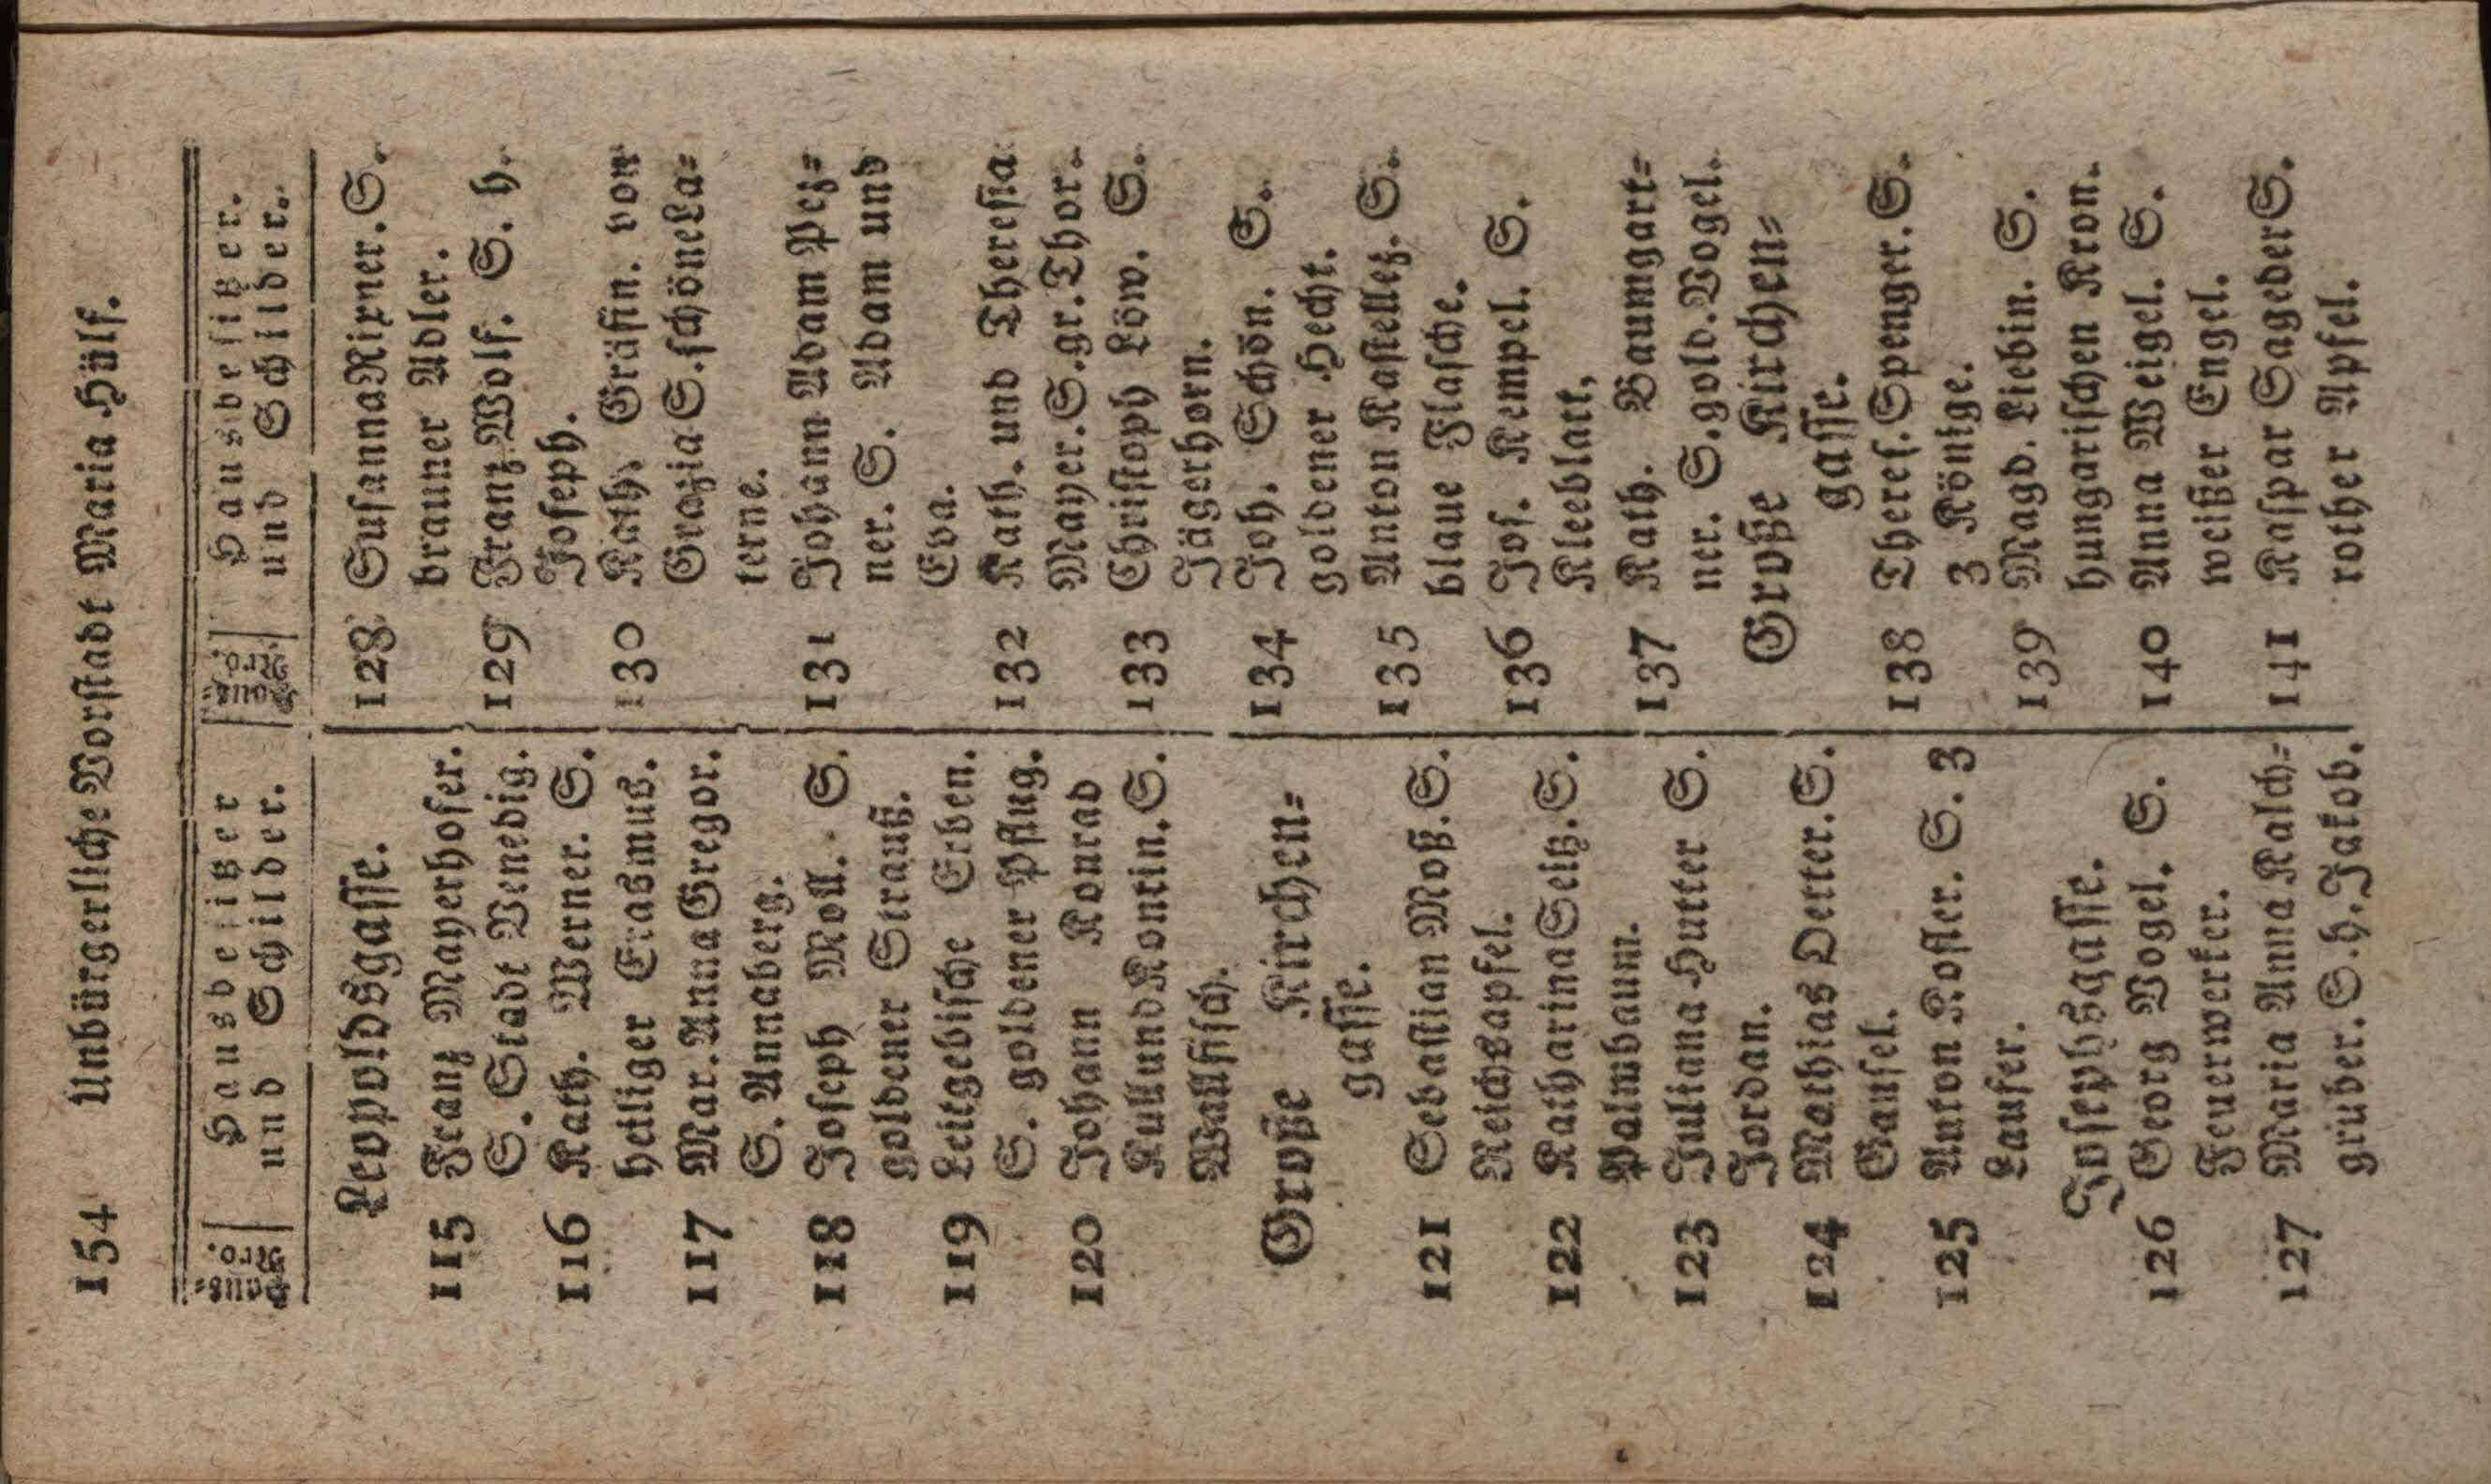 154 Unbürgerliche Vorstadt Maria Hülf.
Haus=
Nro.
Hausbesitzer
und Schilder.
Leopoldsgasse.
115 Franz Mayerhofer.
S. Stadt Venedig.
116 Kath. Werner. S.
heiliger Erasmus.
117 Mar. Anna Gregor.
S. Annaberg.
118 Joseph Moll. S.
goldener Strauß.
119 Leitgebische Erben.
S. goldener Pflug.
120 Johann Konrad
Kull und Kontin. S.
Wallfisch.
Große Kirchen=
gasse.
121 Sebastian Moß. S.
Reichsapfel.
122 Katharina Seitz. S.
Palmbaum.
123 Juliana Hutter S.
Jordan.
124 Mathias Oetter. S.
Gansel.
125 Anton Kofler. S. 3
Laufer.
Josephsgasse.
126 Georg Vogel. S.
Feuerwerker.
127 Maria Anna Kalch=
gruber. S. h. Jakob.
Haus=
Nro.
Hausbesitzer.
und Schilder.
128 Susanna Rixner. S.
brauner Adler.
129 Franz Wolf. S. h.
Joseph.
130 Kath. Gräfin. von
Grazia S. schöne La=
terne.
131 Johann Adam Pez=
ner. S. Adam und
Eva.
132 Kath. und Theresia
Mayer. S. gr. Thor.
133 Christoph Löw. S.
Jägerhorn.
134 Joh. Schön. S.
goldener Hecht.
135 Anton Kastellez. S.
blaue Flasche.
136 Jos. Kempel. S.
Kleeblatt,
137 Kath. Baumgart=
ner. S. gold. Vogel.
Große Kirchen=
gasse.
138 Theres. Spenger. S.
3 Könige.
139 Magd. Liebin. S.
hungarischen Kron.
140 Anna Weigel. S.
weißer Engel.
141 Kaspar Sageder S.
rother Apfel.